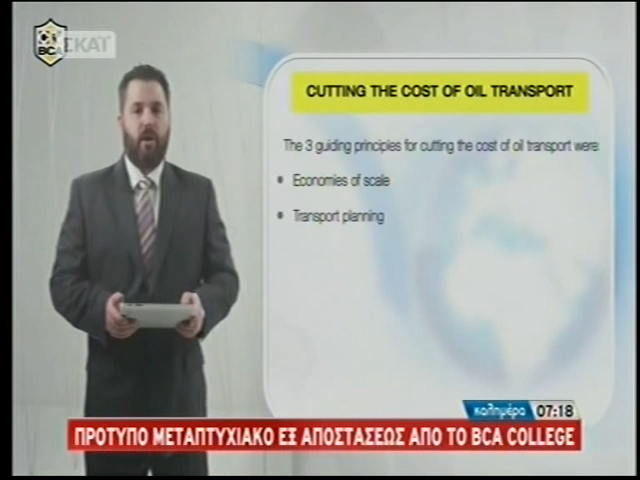 BCA
ΣΚΑΪ
CUTTING THE COST OF OIL TRANSPORT
The 3 guiding principles for cutting the cost of oil transport were
• Economies of scale
• Transport planning
καλημέρα 07:18
ΠΡΟΤΥΠΟ ΜΕΤΑΠΤΥΧΙΑΚΟ ΕΞ ΑΠΟΣΤΑΣΕΩΣ ΑΠΟ ΤΟ BCA COLLEGE